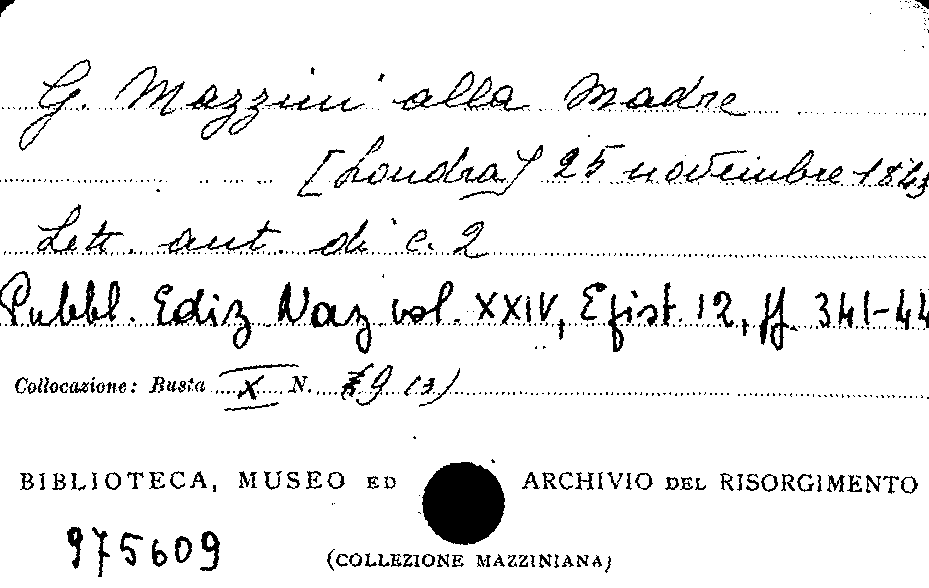 G. Mazzini alla madre
[Londra] 25 novembre 1843
Lett. aut. di c. 2
Pubbl. Ediz Naz vol. XXIV, Epist. 12, pp. 341-44
Collocazione: Busta X N. 9 (3)
BIBLIOTECA, MUSEO ED ARCHIVIO DEL RISORGIMENTO
975609
(COLLEZIONE MAZZINIANA)